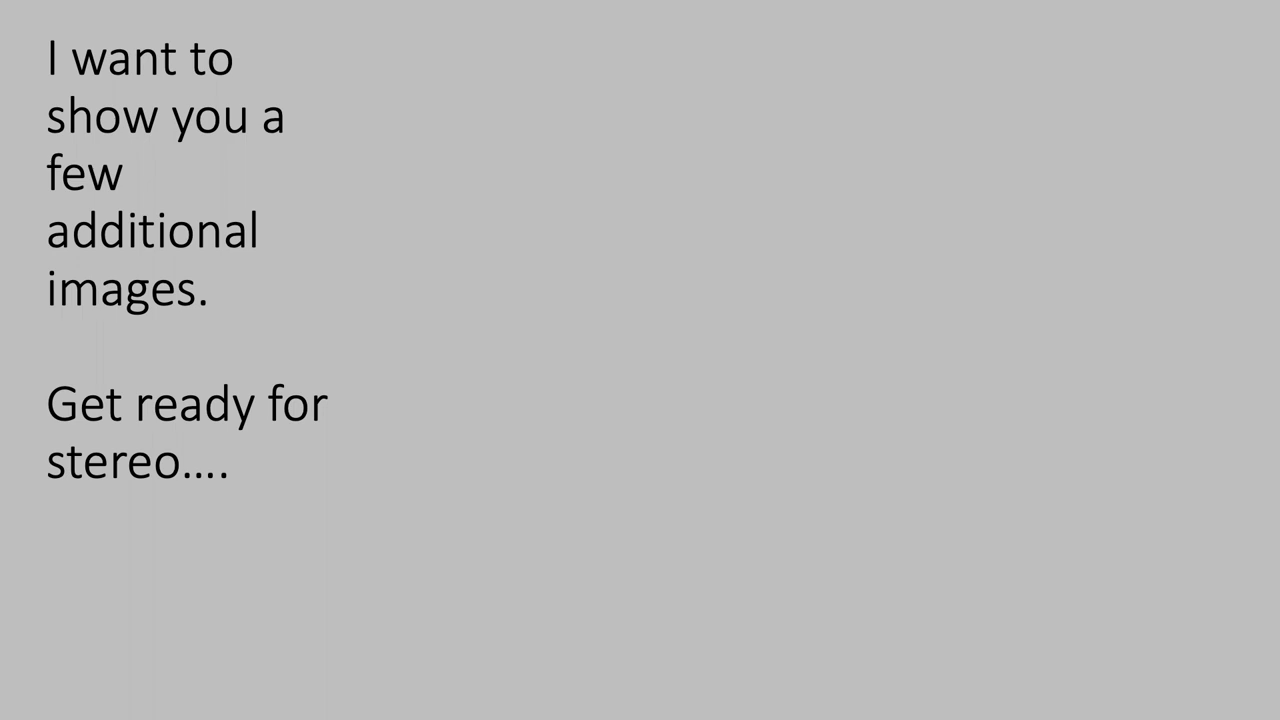 I want to
show you a
few
additional
images.
Get ready for
stereo....